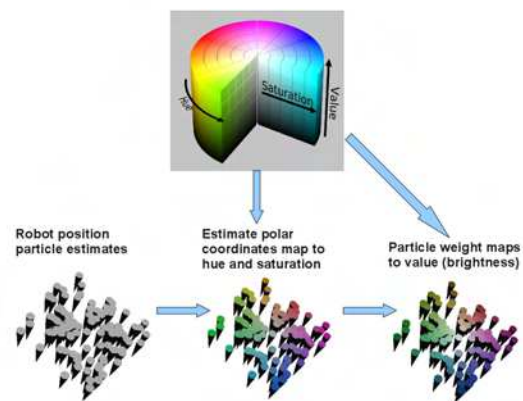 Hue
Saturation
Value
Robot position
particle estimates
Estimate polar
coordinates map to
hue and saturation
Particle weight maps
to value (brightness)